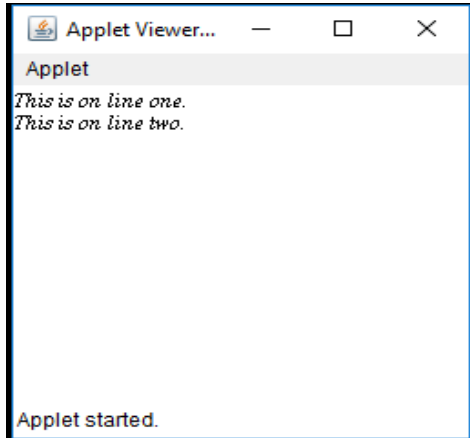 Applet Viewer...
Applet
This is on line one.
This is on line two.
Applet started.